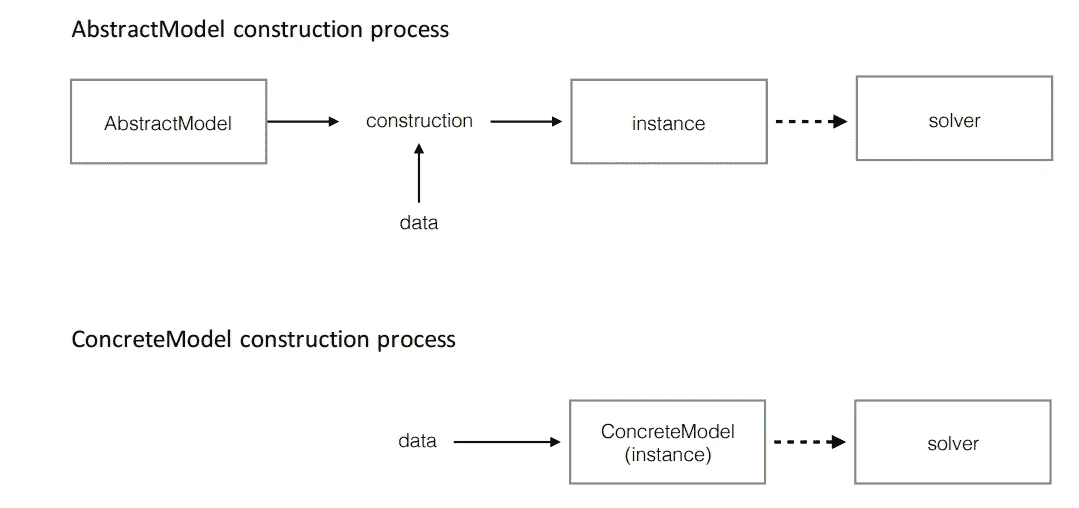 AbstractModel construction process
AbstractModel
construction
instance
solver
data
ConcreteModel construction process
data
ConcreteModel
(instance)
solver